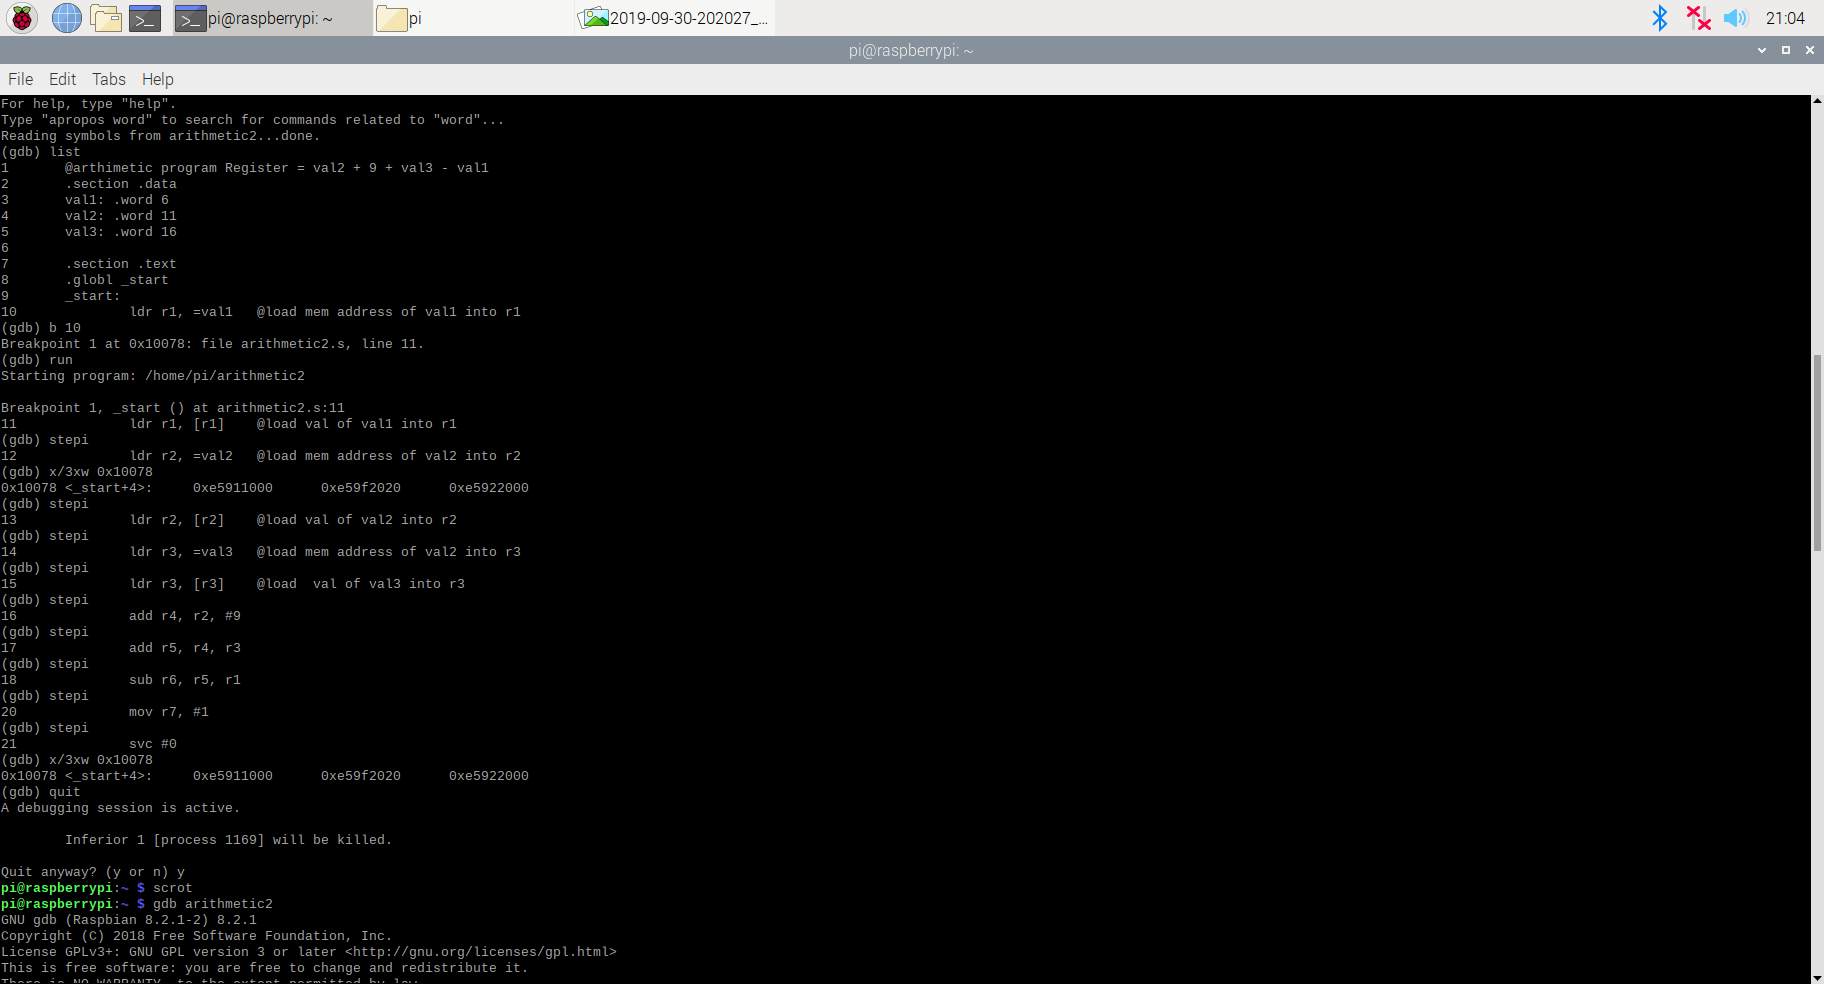 pi@raspberrypi: ~ pi 2019-09-30-202027_... 21:04
pi@raspberrypi: ~
File Edit Tabs Help
For help, type "help".
Type "apropos word" to search for commands related to "word"...
Reading symbols from arithmetic2...done.
(gdb) list
1 @arthimetic program Register = val2 + 9 + val3 - val1
2 .section .data
3 val1: .word 6
4 val2: .word 11
5 val3: .word 16
6
7 .section .text
8 .globl _start
9 _start:
10 ldr r1, =val1 @load mem address of val1 into r1
(gdb) b 10
Breakpoint 1 at 0x10078: file arithmetic2.s, line 11.
(gdb) run
Starting program: /home/pi/arithmetic2
Breakpoint 1, _start () at arithmetic2.s:11
11 ldr r1, [r1] @load val of val1 into r1
(gdb) stepi
12 ldr r2, =val2 @load mem address of val2 into r2
(gdb) x/3xw 0x10078
0x10078 <_start+4>: 0xe5911000 0xe59f2020 0xe5922000
(gdb) stepi
13 ldr r2, [r2] @load val of val2 into r2
(gdb) stepi
14 ldr r3, =val3 @load mem address of val2 into r3
(gdb) stepi
15 ldr r3, [r3] @load  val of val3 into r3
(gdb) stepi
16 add r4, r2, #9
(gdb) stepi
17 add r5, r4, r3
(gdb) stepi
18 sub r6, r5, r1
(gdb) stepi
20 mov r7, #1
(gdb) stepi
21 svc #0
(gdb) x/3xw 0x10078
0x10078 <_start+4>: 0xe5911000 0xe59f2020 0xe5922000
(gdb) quit
A debugging session is active.
Inferior 1 [process 1169] will be killed.
Quit anyway? (y or n) y
pi@raspberrypi:~ $ scrot
pi@raspberrypi:~ $ gdb arithmetic2
GNU gdb (Raspbian 8.2.1-2) 8.2.1
Copyright (C) 2018 Free Software Foundation, Inc.
License GPLv3+: GNU GPL version 3 or later <http://gnu.org/licenses/gpl.html>
This is free software: you are free to change and redistribute it.
There is NO WARRANTY, to the extent permitted by law.